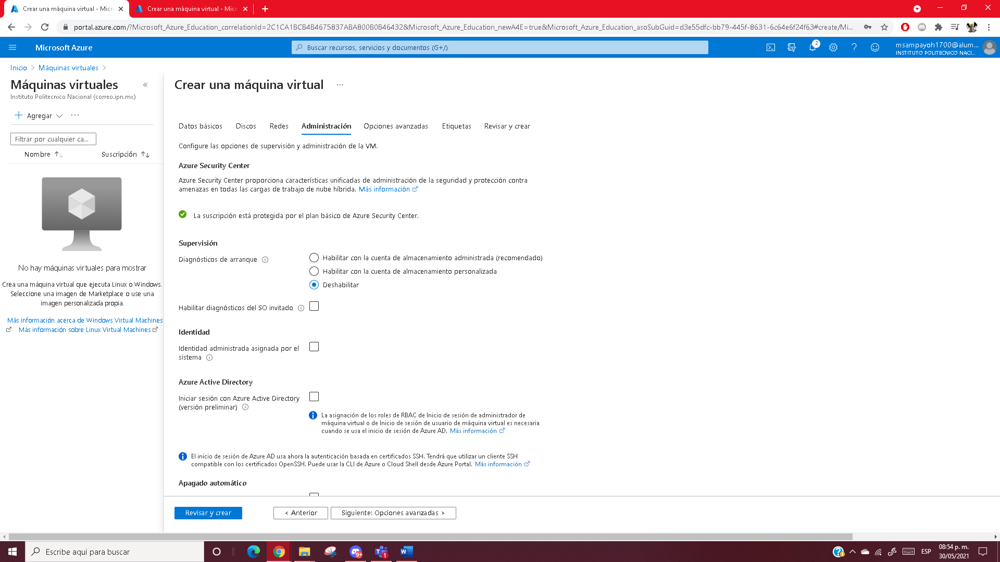 Crear una máquina virtual - Micr
Crear una máquina virtual - Micr
portal.azure.com/?Microsoft_Azure_Education_correlationId=2C1CA1BCB4B4675837ABA800B0B46432&Microsoft_Azure_Education_newA4E=true&Microsoft_Azure_Education_asoSubGuid=d3e55dfc-bb79-445f-8631-6c64e6f24f63#create/Mi...
Microsoft Azure
Buscar recursos, servicios y documentos (G+/)
2
msampayoh1700@alum...
INSTITUTO POLITECNICO NACI...
Inicio > Máquinas virtuales >
Máquinas virtuales
Instituto Politecnico Nacional (correo.ipn.mx)
+ Agregar ...
Filtrar por cualquier ca...
Nombre Suscripción
No hay máquinas virtuales para mostrar
Crea una máquina virtual que ejecuta Linux o Windows.
Seleccione una imagen de Marketplace o use una
imagen personalizada propia.
Más información acerca de Windows Virtual Machines
Más información sobre Linux Virtual Machines
Crear una máquina virtual ...
Datos básicos Discos Redes Administración Opciones avanzadas Etiquetas Revisar y crear
Configure las opciones de supervisión y administración de la VM.
Azure Security Center
Azure Security Center proporciona características unificadas de administración de la seguridad y protección contra
amenazas en todas las cargas de trabajo de nube híbrida. Más información
La suscripción está protegida por el plan básico de Azure Security Center.
Supervisión
Diagnósticos de arranque
Habilitar con la cuenta de almacenamiento administrada (recomendado)
Habilitar con la cuenta de almacenamiento personalizada
Deshabilitar
Habilitar diagnósticos del SO invitado
Identidad
Identidad administrada asignada por el
sistema
Azure Active Directory
Iniciar sesión con Azure Active Directory
(versión preliminar)
La asignación de los roles de RBAC de Inicio de sesión de administrador de
máquina virtual o de Inicio de sesión de usuario de máquina virtual es necesaria
cuando se usa el inicio de sesión de Azure AD. Más información
El inicio de sesión de Azure AD usa ahora la autenticación basada en certificados SSH. Tendrá que utilizar un cliente SSH
compatible con los certificados OpenSSH. Puede usar la CLI de Azure o Cloud Shell desde Azure Portal. Más información
Apagado automático
Revisar y crear
< Anterior
Siguiente: Opciones avanzadas >
Escribe aquí para buscar
9+
1
ESP
08:54 p. m.
30/05/2021